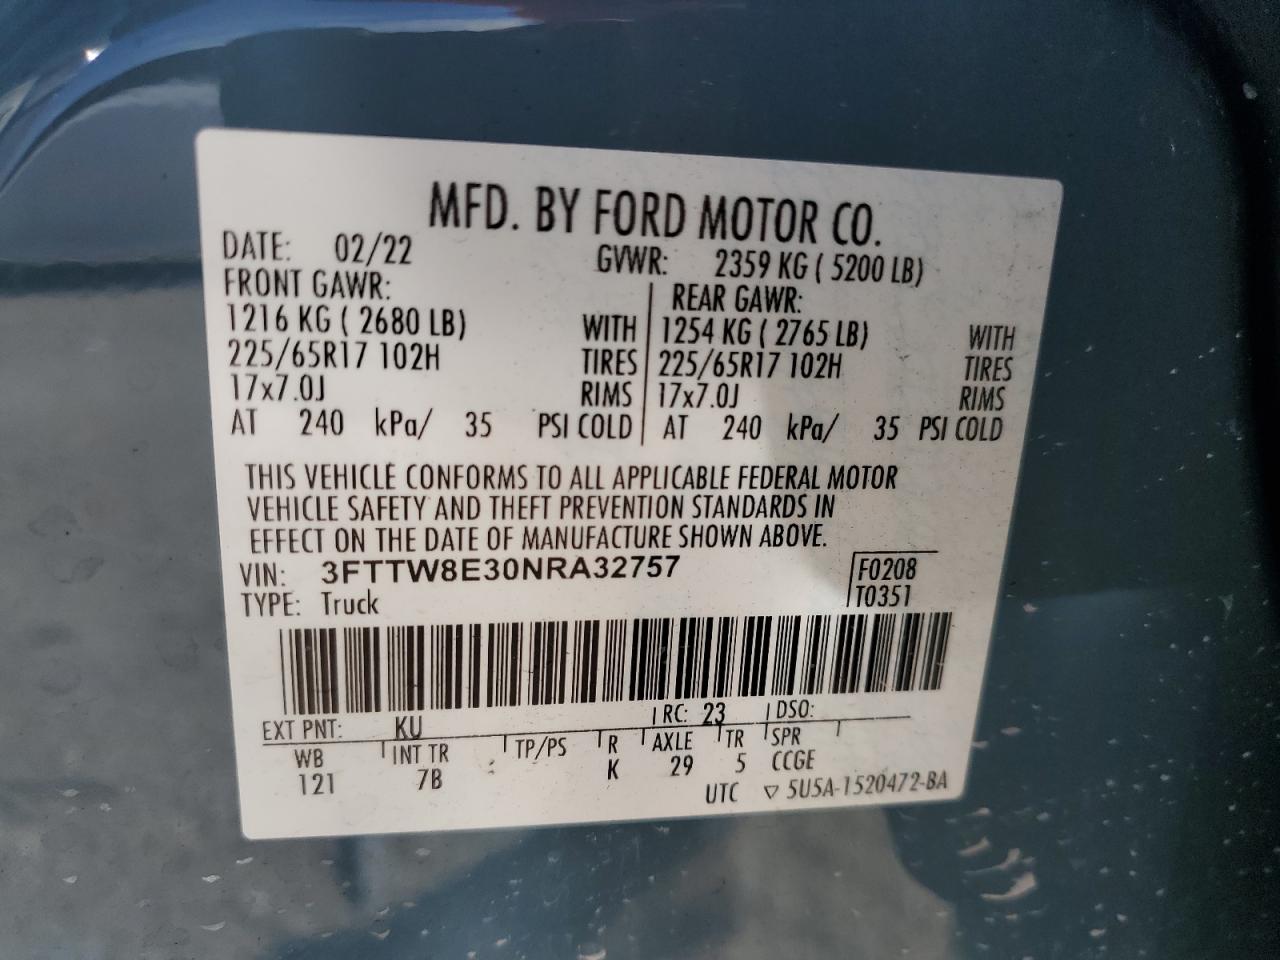 MFD. BY FORD MOTOR CO.
DATE: 02/22 GVWR: 2359 KG ( 5200 LB)
FRONT GAWR: REAR GAWR:
1216 KG ( 2680 LB) WITH 1254 KG ( 2765 LB) WITH
225/65R17 102H TIRES 225/65R17 102H TIRES
17x7.0J RIMS 17x7.0J RIMS
AT 240 kPa/ 35 PSI COLD AT 240 kPa/ 35 PSI COLD
THIS VEHICLE CONFORMS TO ALL APPLICABLE FEDERAL MOTOR
VEHICLE SAFETY AND THEFT PREVENTION STANDARDS IN
EFFECT ON THE DATE OF MANUFACTURE SHOWN ABOVE.
VIN: 3FTTW8E30NRA32757 F0208
TYPE: Truck T0351
EXT PNT: KU RC: 23 DSO:
WB INT TR TP/PS R AXLE TR SPR
121 7B K 29 5 CCGE
UTC ▽ 5U5A-1520472-BA